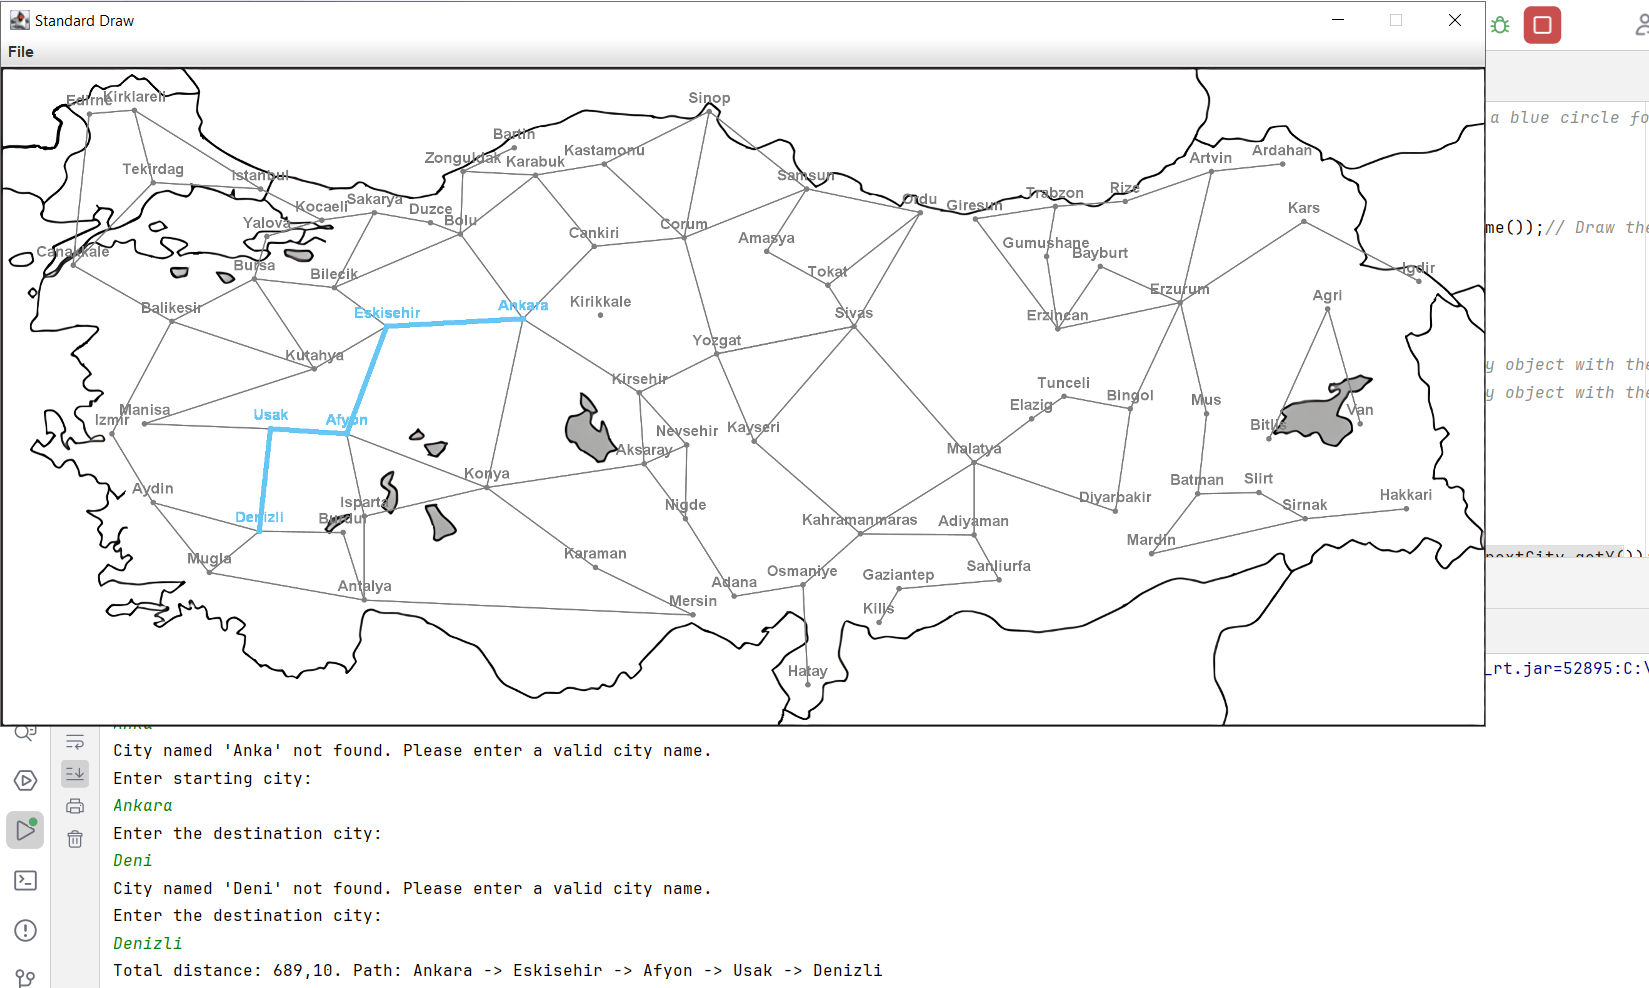 Standard Draw
File
Edirne
Kirklareli
Sinop
Bartin
Zonguldak
Karabuk
Kastamonu
Artvin
Ardahan
Tekirdag
Istanbul
Samsun
Kocaeli
Sakarya
Duzce
Bolu
Ordu
Giresun
Trabzon
Rize
Kars
Yalova
Cankiri
Corum
Amasya
Gumushane
Bayburt
Canakkale
Bursa
Bilecik
Tokat
Igdir
Balikesir
Eskisehir
Ankara
Kirikkale
Sivas
Erzincan
Erzurum
Agri
Kutahya
Yozgat
Kirsehir
Tunceli
Elazig
Bingol
Mus
Izmir
Manisa
Usak
Afyon
Nevsehir
Kayseri
Bitlis
Van
Aksaray
Malatya
Konya
Aydin
Isparta
Nigde
Diyarbakir
Batman
Siirt
Sirnak
Hakkari
Denizli
Burdur
Kahramanmaras
Adiyaman
Mardin
Mugla
Karaman
Antalya
Adana
Osmaniye
Gaziantep
Sanliurfa
Mersin
Kilis
Hatay
a blue circle fo
me());// Draw the
y object with the
y object with the
nextCity.getY())
_rt.jar=52895:C:\
Anka
City named 'Anka' not found. Please enter a valid city name.
Enter starting city:
Ankara
Enter the destination city:
Deni
City named 'Deni' not found. Please enter a valid city name.
Enter the destination city:
Denizli
Total distance: 689,10. Path: Ankara -> Eskisehir -> Afyon -> Usak -> Denizli